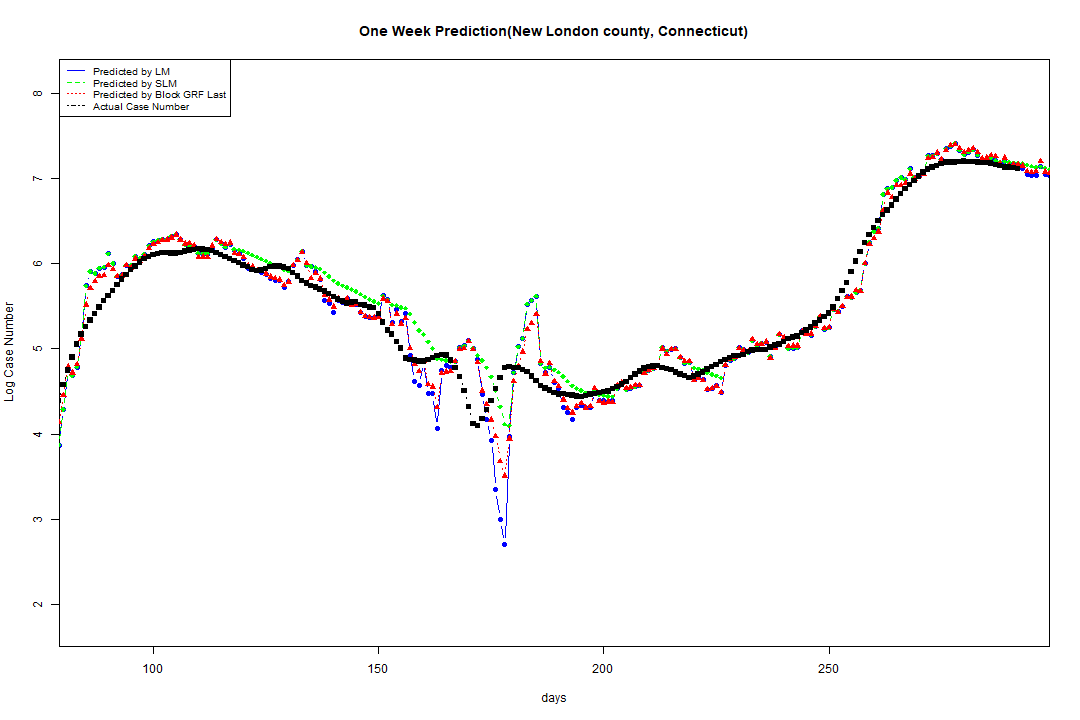 One Week Prediction(New London county, Connecticut)
Predicted by LM
Predicted by SLM
Predicted by Block GRF Last
Actual Case Number
Log Case Number
8
7
6
5
4
3
2
100 150 200 250
days